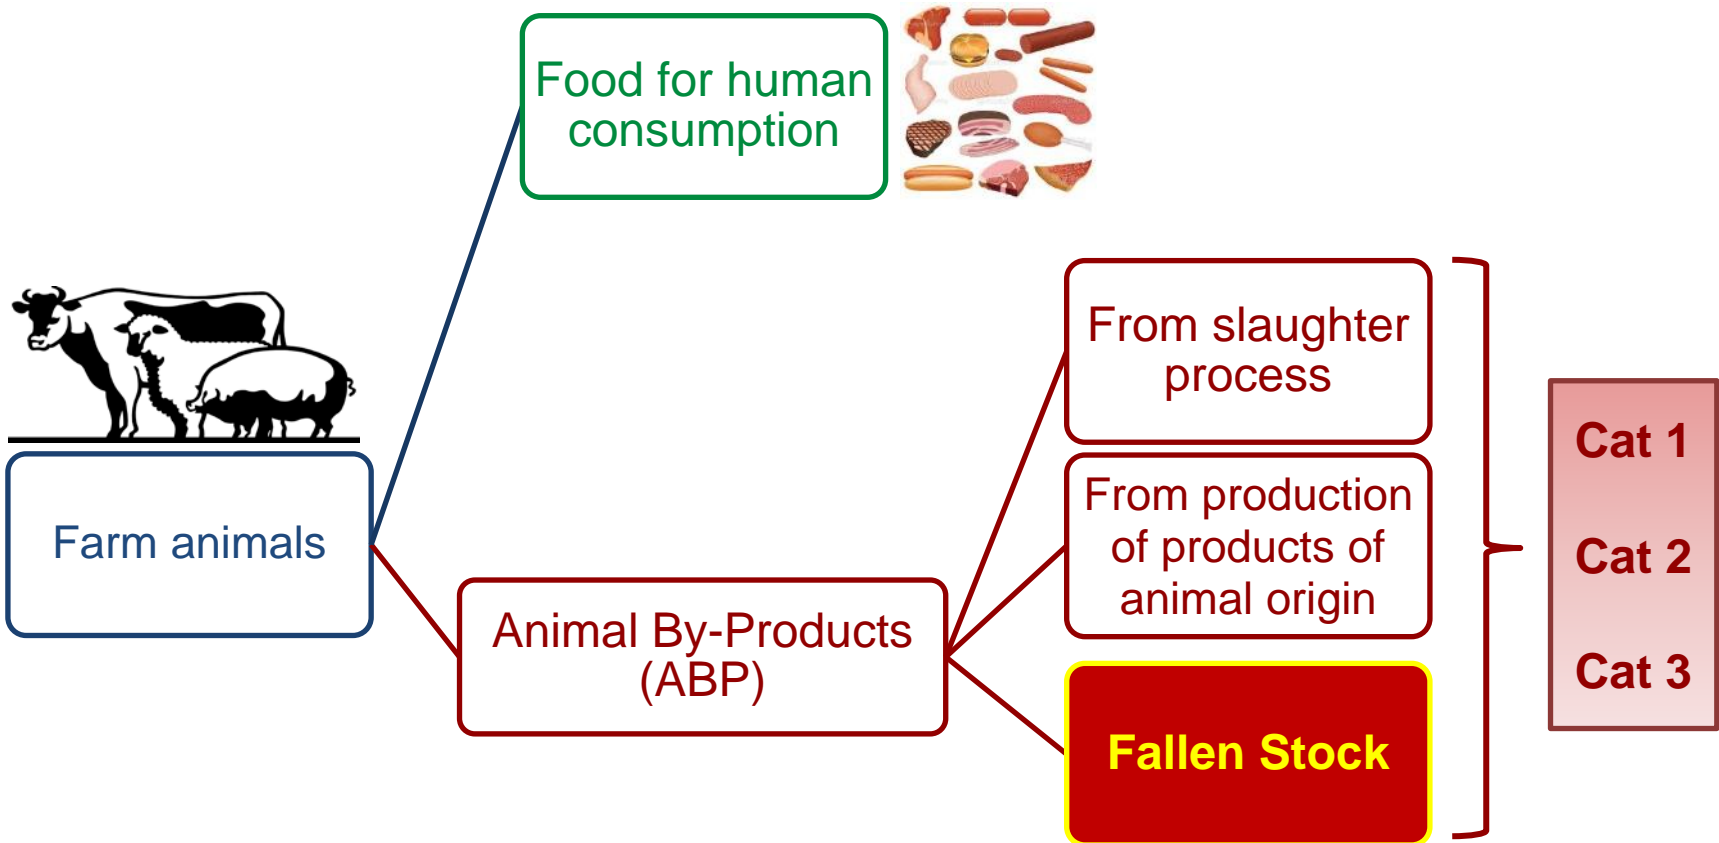 Food for human
consumption
Farm animals
Animal By-Products
(ABP)
From slaughter
process
From production
of products of
animal origin
Fallen Stock
Cat 1
Cat 2
Cat 3